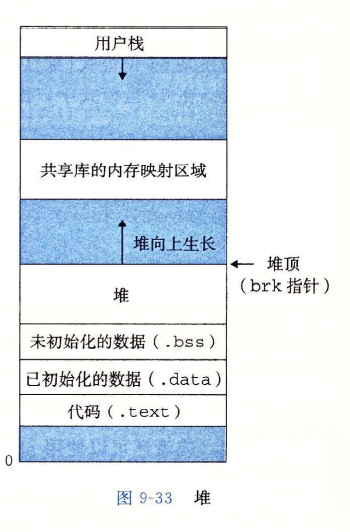 用户栈
共享库的内存映射区域
堆向上生长
堆顶
(brk 指针)
堆
未初始化的数据(.bss)
已初始化的数据(.data)
代码(.text)
0
图 9-33 堆